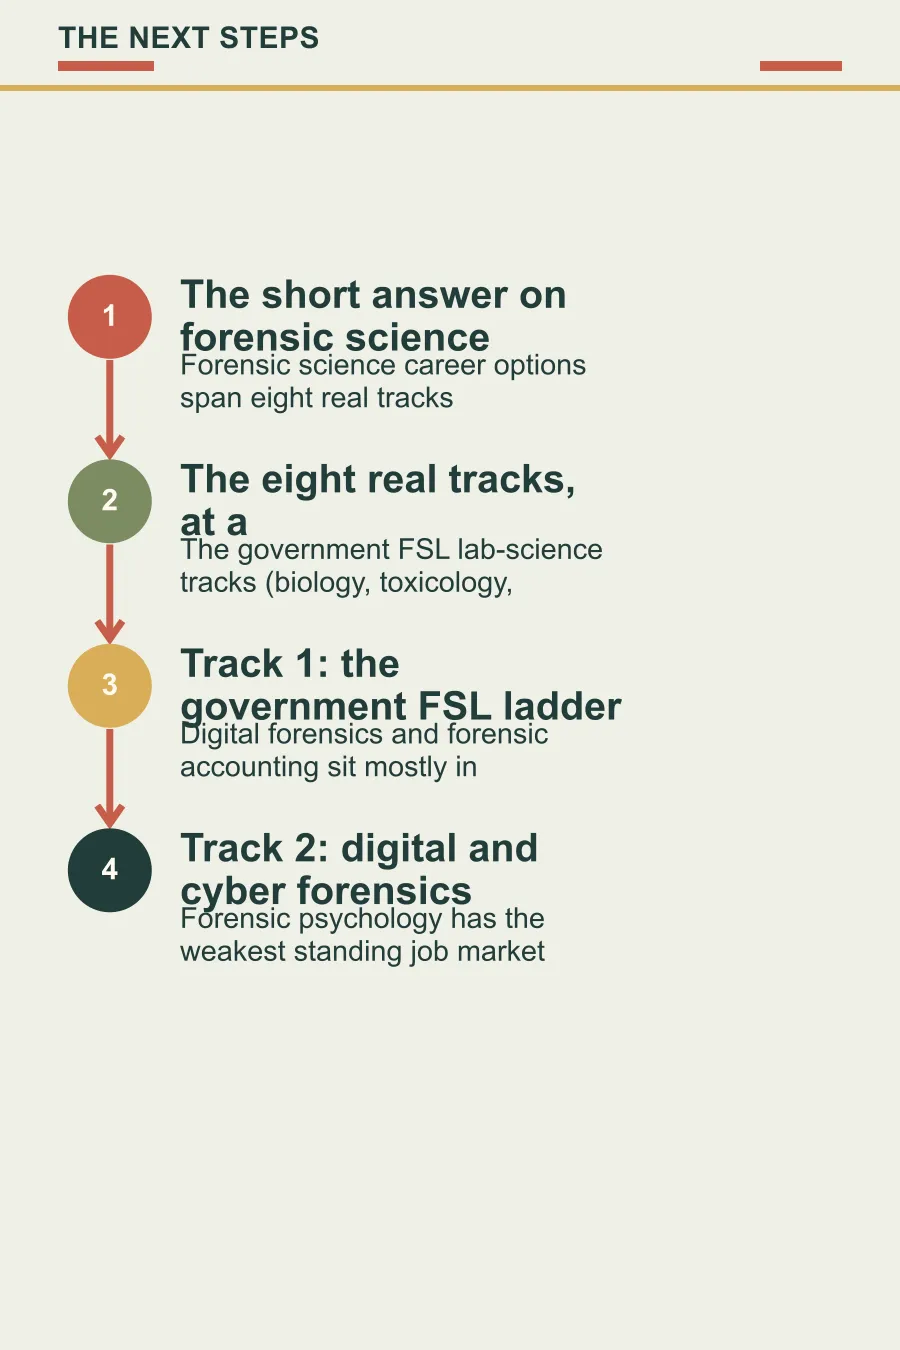 THE NEXT STEPS
1
The short answer on
forensic science
Forensic science career options
span eight real tracks
2
The eight real tracks,
at a
The government FSL lab-science
tracks (biology, toxicology,
3
Track 1: the
government FSL ladder
Digital forensics and forensic
accounting sit mostly in
4
Track 2: digital and
cyber forensics
Forensic psychology has the
weakest standing job market